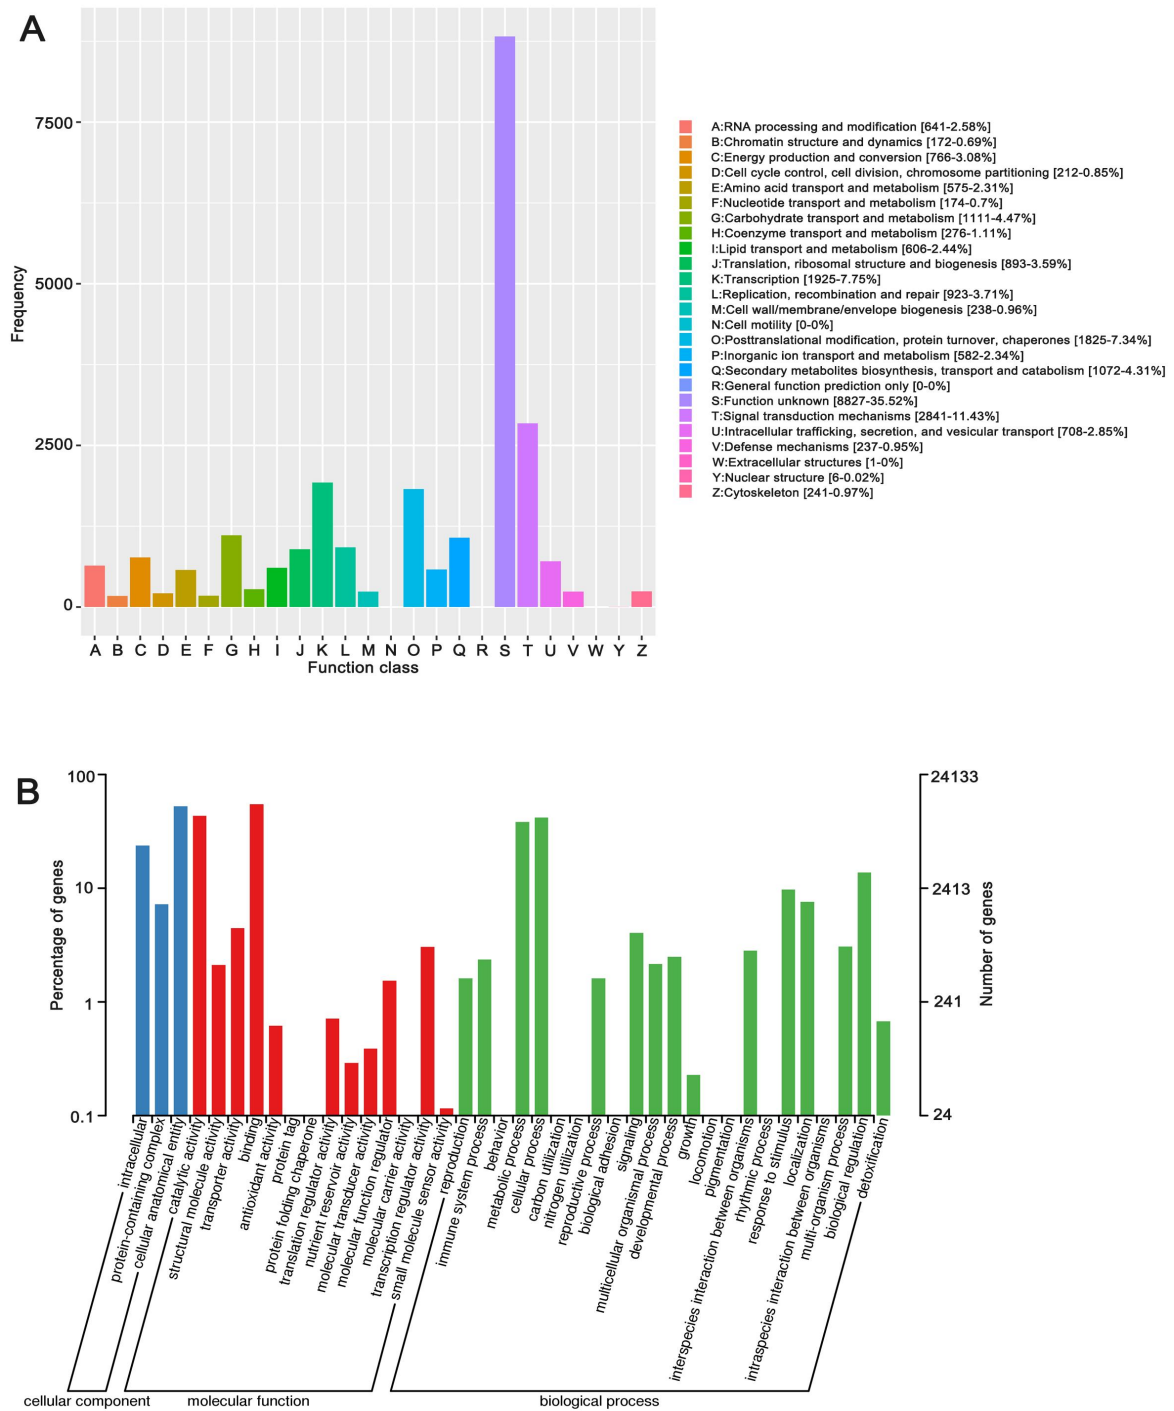 A
7500
5000
2500
0
Frequency
A B C D E F G H I J K L M N O P Q R S T U V W Y Z
Function class
A:RNA processing and modification [641-2.58%]
B:Chromatin structure and dynamics [172-0.69%]
C:Energy production and conversion [766-3.08%]
D:Cell cycle control, cell division, chromosome partitioning [212-0.85%]
E:Amino acid transport and metabolism [575-2.31%]
F:Nucleotide transport and metabolism [174-0.7%]
G:Carbohydrate transport and metabolism [1111-4.47%]
H:Coenzyme transport and metabolism [276-1.11%]
I:Lipid transport and metabolism [606-2.44%]
J:Translation, ribosomal structure and biogenesis [893-3.59%]
K:Transcription [1925-7.75%]
L:Replication, recombination and repair [923-3.71%]
M:Cell wall/membrane/envelope biogenesis [238-0.96%]
N:Cell motility [0-0%]
O:Posttranslational modification, protein turnover, chaperones [1825-7.34%]
P:Inorganic ion transport and metabolism [582-2.34%]
Q:Secondary metabolites biosynthesis, transport and catabolism [1072-4.31%]
R:General function prediction only [0-0%]
S:Function unknown [8827-35.52%]
T:Signal transduction mechanisms [2841-11.43%]
U:Intracellular trafficking, secretion, and vesicular transport [708-2.85%]
V:Defense mechanisms [237-0.95%]
W:Extracellular structures [1-0%]
Y:Nuclear structure [6-0.02%]
Z:Cytoskeleton [241-0.97%]
B
100
10
1
0.1
Percentage of genes
24133
2413
241
24
Number of genes
intracellular
protein-containing complex
cellular anatomical entity
catalytic activity
structural molecule activity
transporter activity
binding
antioxidant activity
protein tag
protein folding chaperone
translation regulator activity
nutrient reservoir activity
molecular transducer activity
molecular function regulator
molecular carrier activity
transcription regulator activity
small molecule sensor activity
reproduction
immune system process
behavior
metabolic process
cellular process
carbon utilization
nitrogen utilization
reproductive process
biological adhesion
signaling
multicellular organismal process
developmental process
growth
locomotion
pigmentation
interspecies interaction between organisms
rhythmic process
response to stimulus
localization
intraspecies interaction between organisms
multi-organism process
biological regulation
detoxification
cellular component
molecular function
biological process